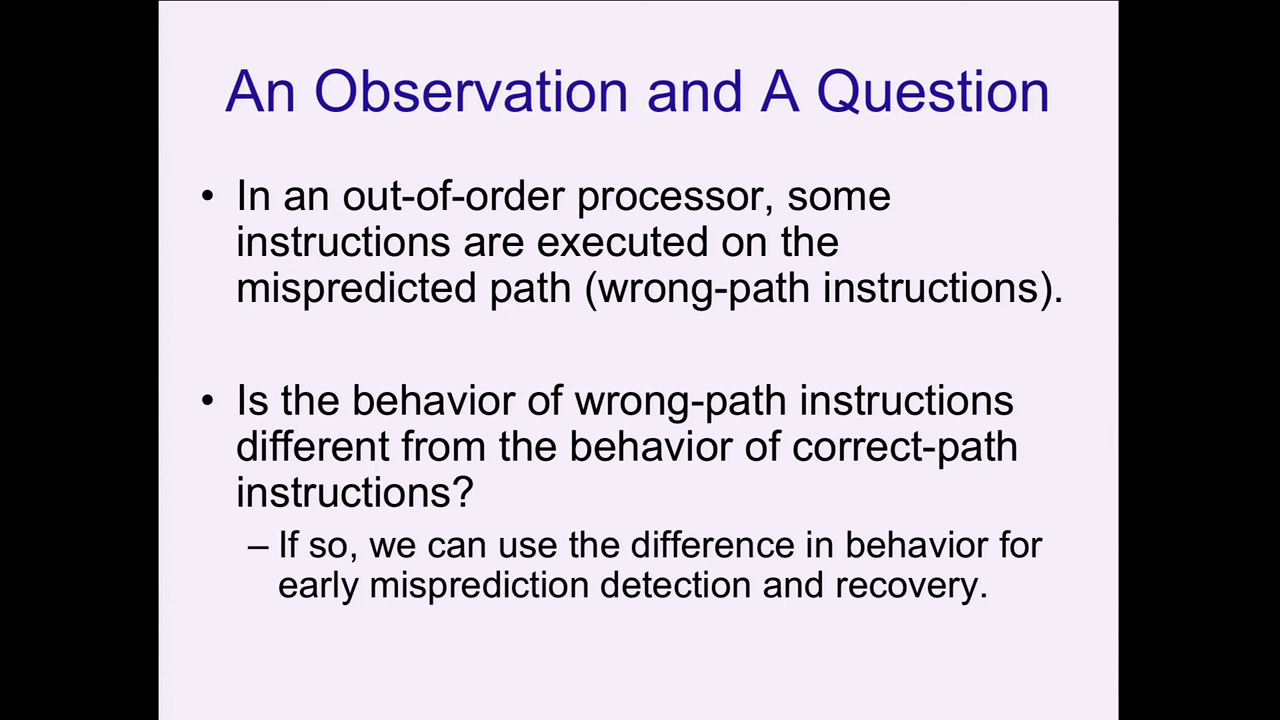 An Observation and A Question
• In an out-of-order processor, some
instructions are executed on the
mispredicted path (wrong-path instructions).
• Is the behavior of wrong-path instructions
different from the behavior of correct-path
instructions?
– If so, we can use the difference in behavior for
early misprediction detection and recovery.